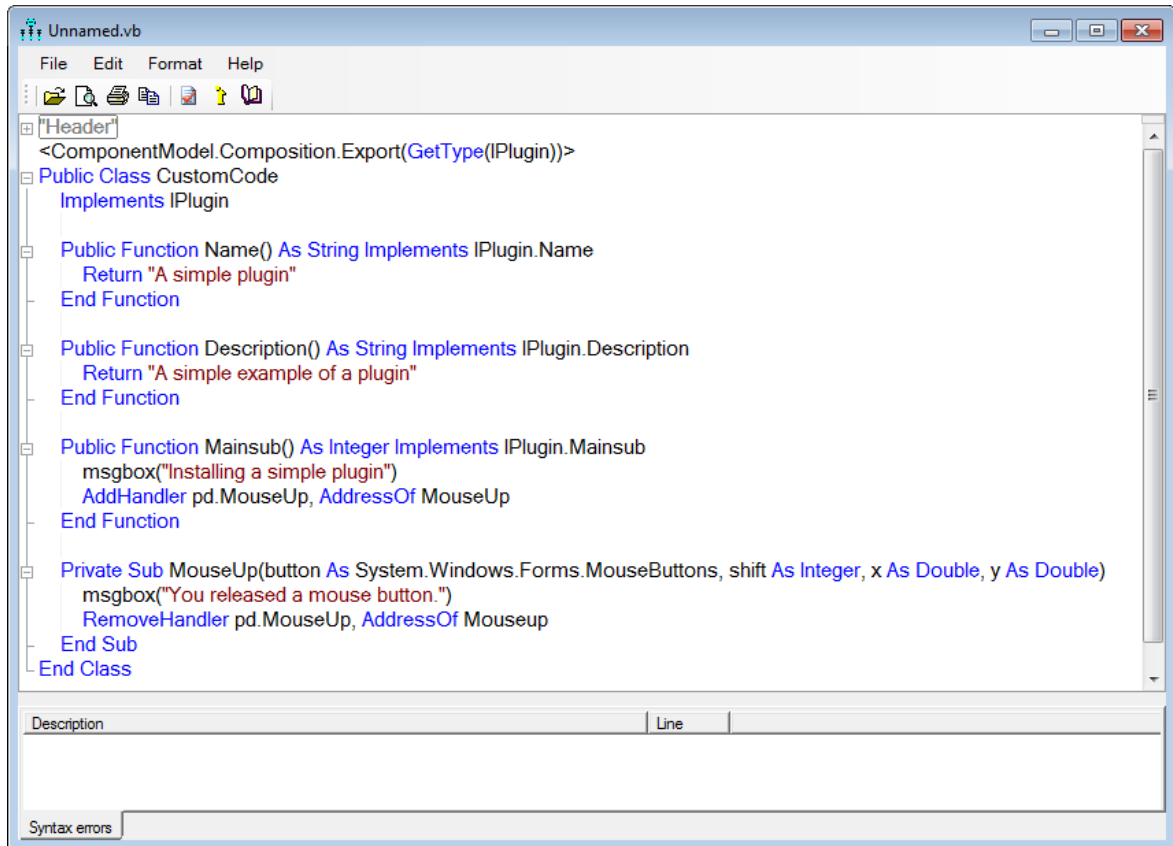 Unnamed.vb
File Edit Format Help
"Header"
<ComponentModel.Composition.Export(GetType(IPlugin))>
Public Class CustomCode
Implements IPlugin
Public Function Name() As String Implements IPlugin.Name
Return "A simple plugin"
End Function
Public Function Description() As String Implements IPlugin.Description
Return "A simple example of a plugin"
End Function
Public Function Mainsub() As Integer Implements IPlugin.Mainsub
msgbox("Installing a simple plugin")
AddHandler pd.MouseUp, AddressOf MouseUp
End Function
Private Sub MouseUp(button As System.Windows.Forms.MouseButtons, shift As Integer, x As Double, y As Double)
msgbox("You released a mouse button.")
RemoveHandler pd.MouseUp, AddressOf Mouseup
End Sub
End Class
Description Line
Syntax errors